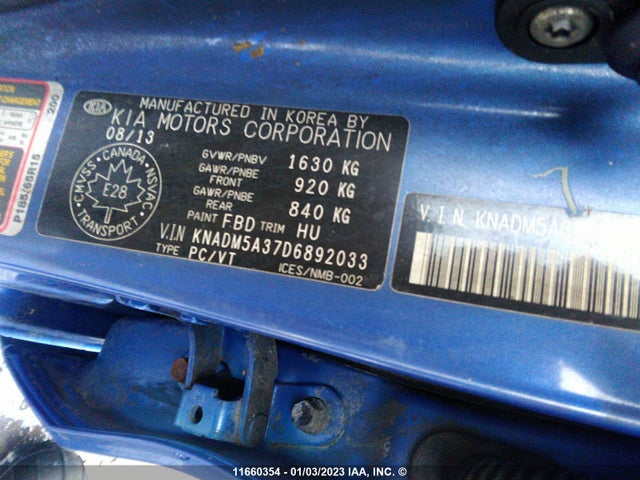 MANUFACTURED IN KOREA BY
KIA KIA MOTORS CORPORATION
08/13
GVWR/PNBV 1630 KG
GAWR/PNBE FRONT 920 KG
GAWR/PNBE REAR 840 KG
PAINT FBD TRIM HU
V.I.N KNADM5A37D6892033
TYPE PC/VT
ICES/NMB-002
CMVSS · CANADA · NSVAC
E28
TRANSPORT
V.I.N. KNADM5A
P185/65R15
200
11660354 - 01/03/2023 IAA, INC. ©